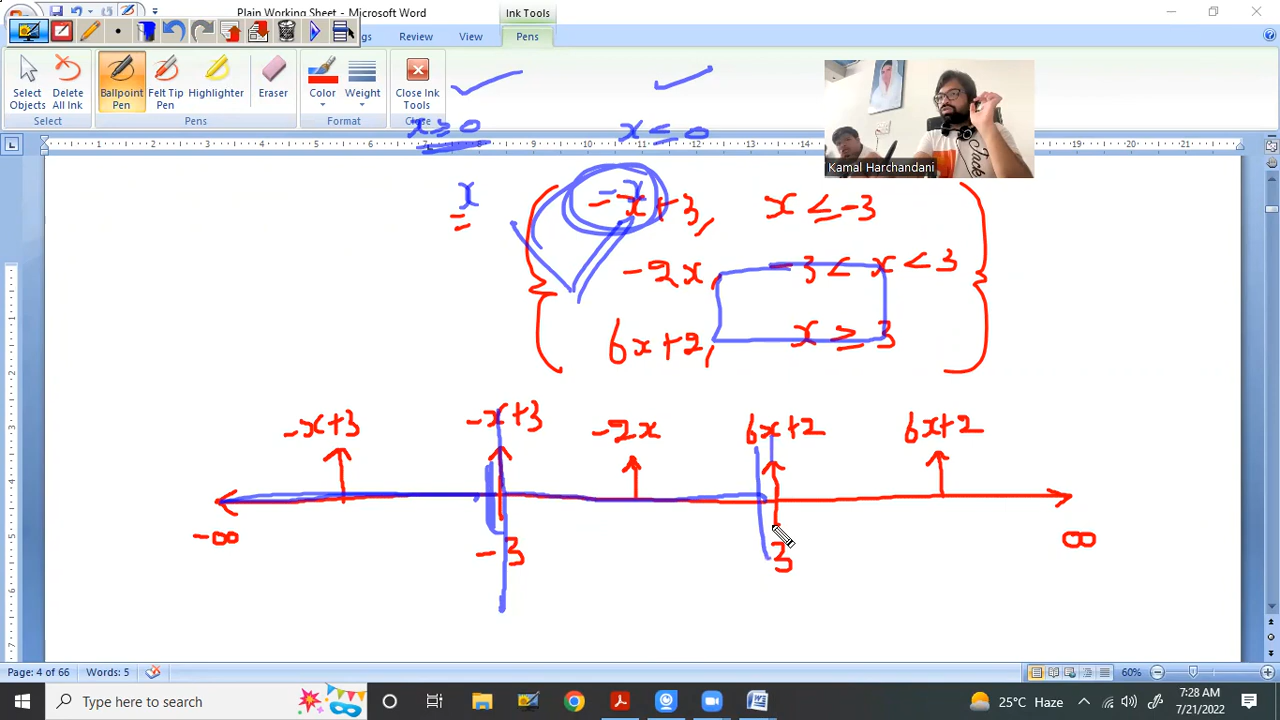 Plain Working Sheet - Microsoft Word
Ink Tools
Review View Pens
Select Objects
Delete All Ink
Ballpoint Pen
Felt Tip Pen
Highlighter
Eraser
Color
Weight
Close Ink Tools
Select Pens Format Close
x ≥ 0 x ≤ 0
Kamal Harchandani
x -x+3, x ≤ -3
-2x, -3 < x < 3
6x+2, x ≥ 3
-x+3 -x+3 -2x 6x+2 6x+2
-∞ -3 3 ∞
Page: 4 of 66 Words: 5 60%
Type here to search 25°C Haze 7:28 AM
7/21/2022